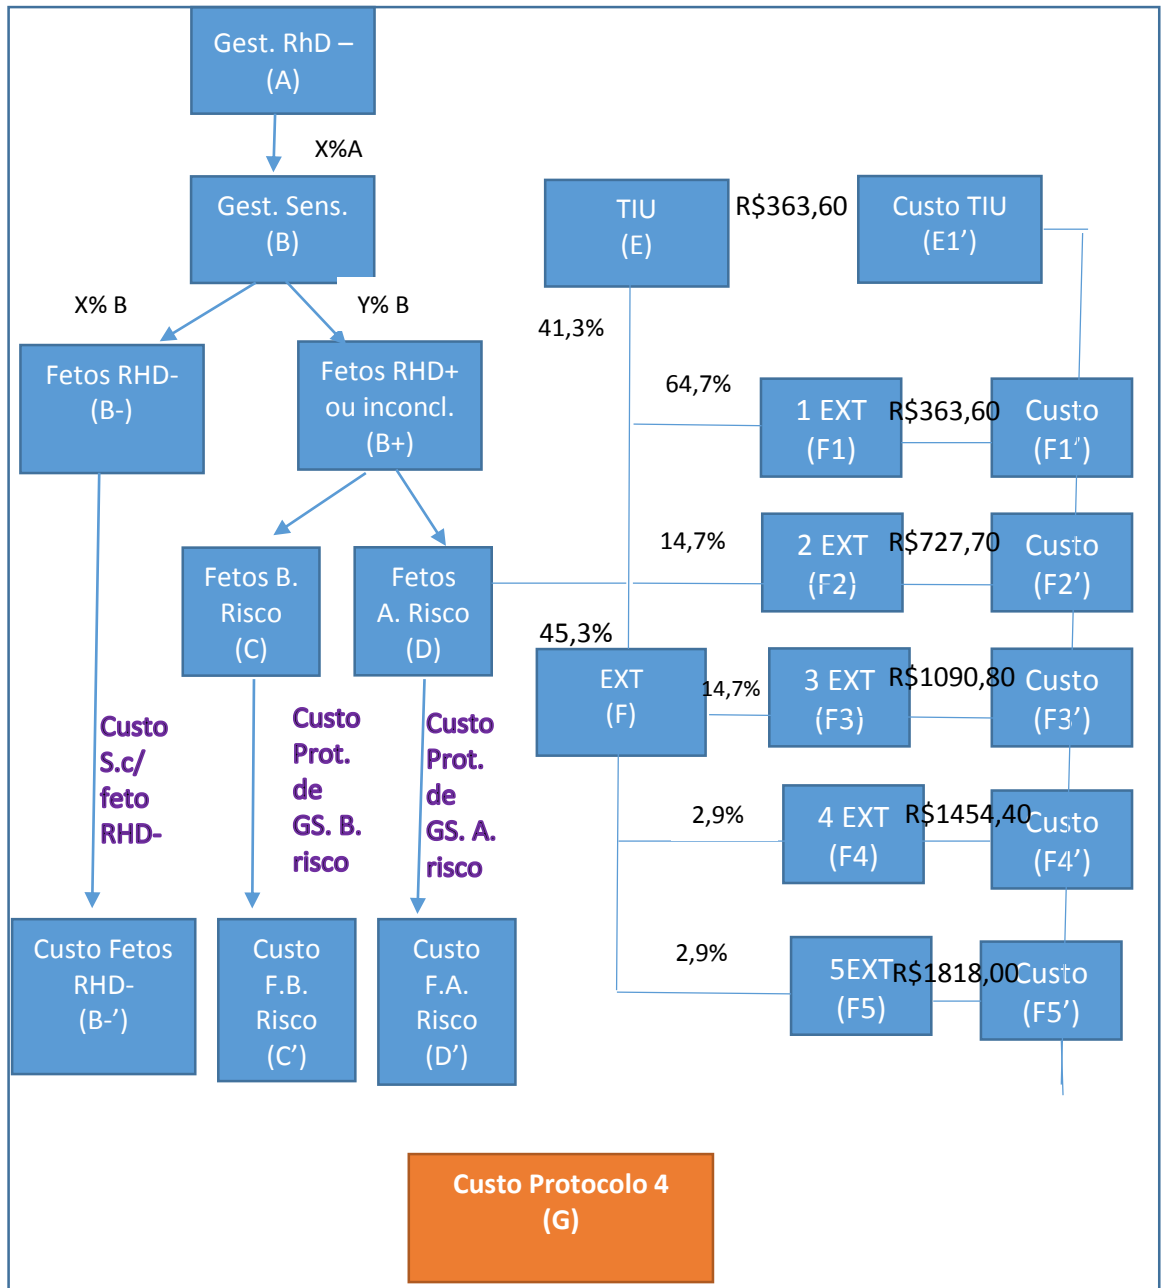 Gest. RhD –
(A)
X%A
Gest. Sens.
(B)
X% B
Y% B
Fetos RHD-
(B-)
Fetos RHD+
ou inconcl.
(B+)
Fetos B.
Risco
(C)
Fetos
A. Risco
(D)
Custo
S.c/
feto
RHD-
Custo
Prot.
de
GS. B.
risco
Custo
Prot.
de
GS. A.
risco
Custo Fetos
RHD-
(B-’)
Custo
F.B.
Risco
(C’)
Custo
F.A.
Risco
(D’)
TIU
(E)
R$363,60
Custo TIU
(E1’)
41,3%
64,7%
1 EXT
(F1)
R$363,60
Custo
(F1’)
14,7%
2 EXT
(F2)
R$727,70
Custo
(F2’)
45,3%
EXT
(F)
14,7%
3 EXT
(F3)
R$1090,80
Custo
(F3’)
2,9%
4 EXT
(F4)
R$1454,40
Custo
(F4’)
2,9%
5EXT
(F5)
R$1818,00
Custo
(F5’)
Custo Protocolo 4
(G)